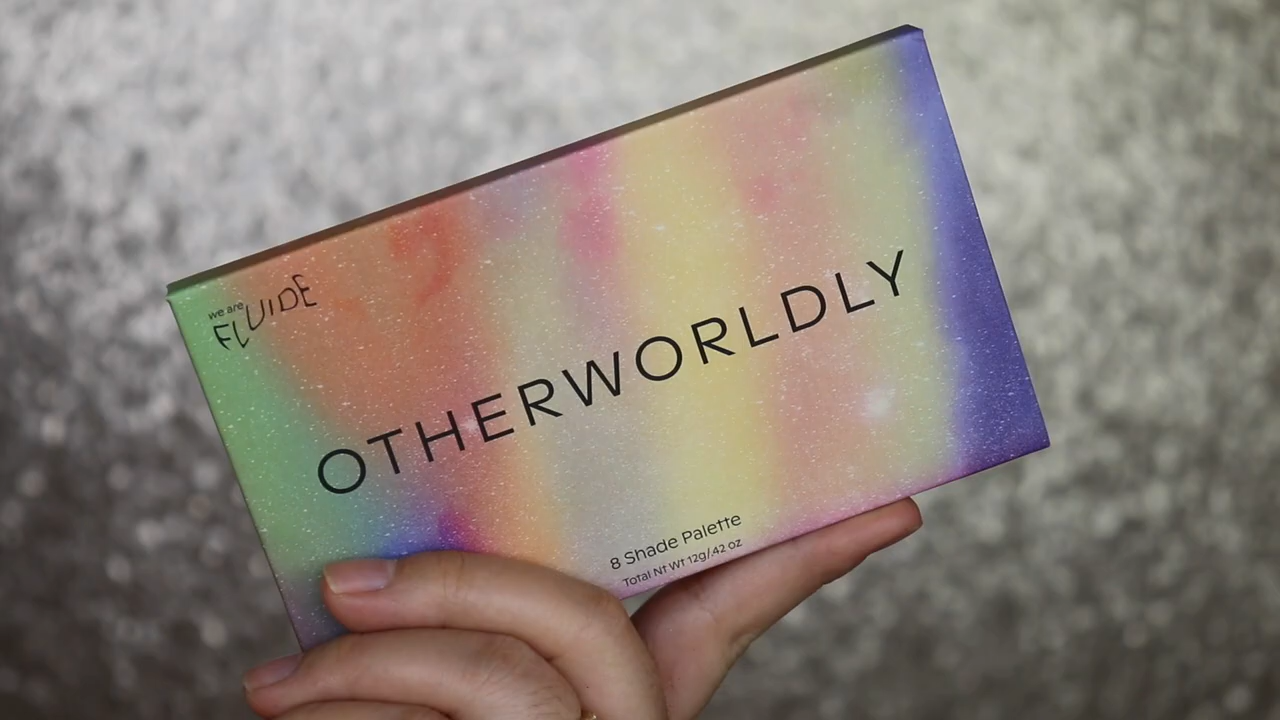 we are
FLUIDE
OTHERWORLDLY
8 Shade Palette
Total Nt Wt 12g/.42 oz